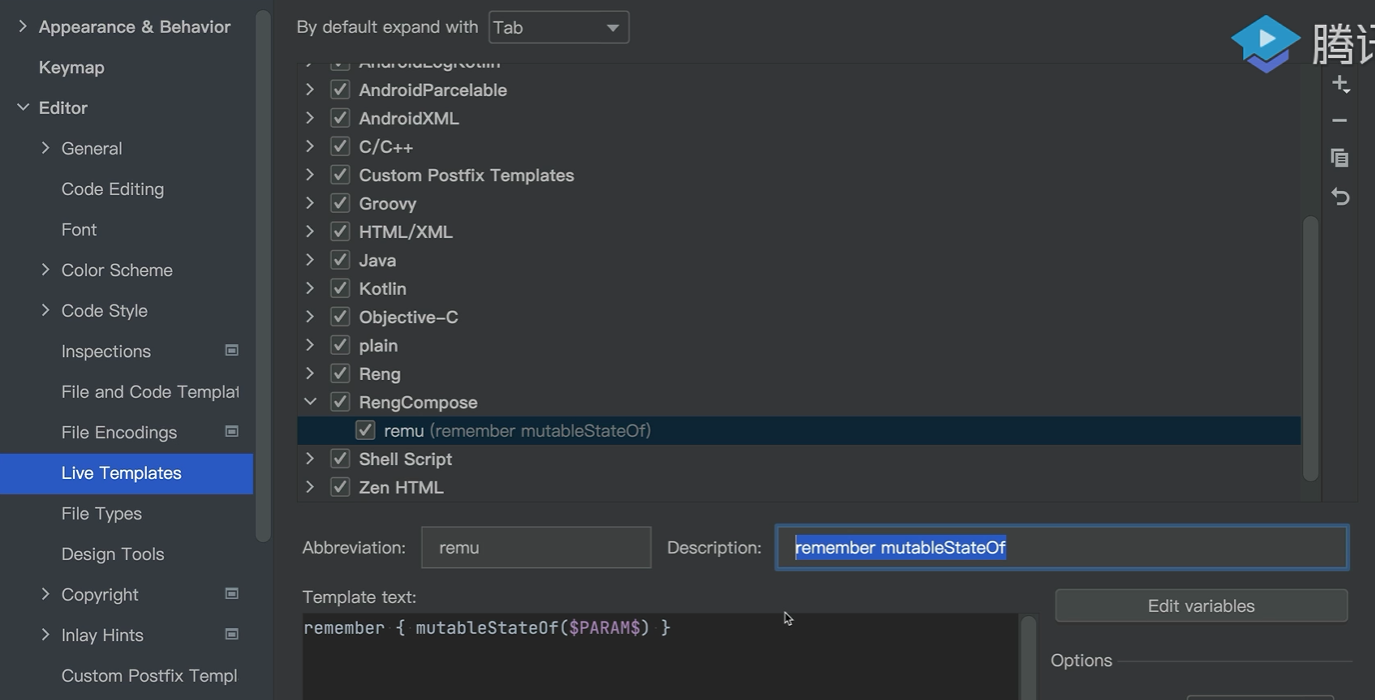 Appearance & Behavior
Keymap
Editor
General
Code Editing
Font
Color Scheme
Code Style
Inspections
File and Code Templat
File Encodings
Live Templates
File Types
Design Tools
Copyright
Inlay Hints
Custom Postfix Templ
By default expand with Tab
AndroidLogKotlin
AndroidParcelable
AndroidXML
C/C++
Custom Postfix Templates
Groovy
HTML/XML
Java
Kotlin
Objective-C
plain
Reng
RengCompose
remu (remember mutableStateOf)
Shell Script
Zen HTML
Abbreviation: remu Description: remember mutableStateOf
Template text:
remember { mutableStateOf($PARAM$) }
Edit variables
Options
腾讯